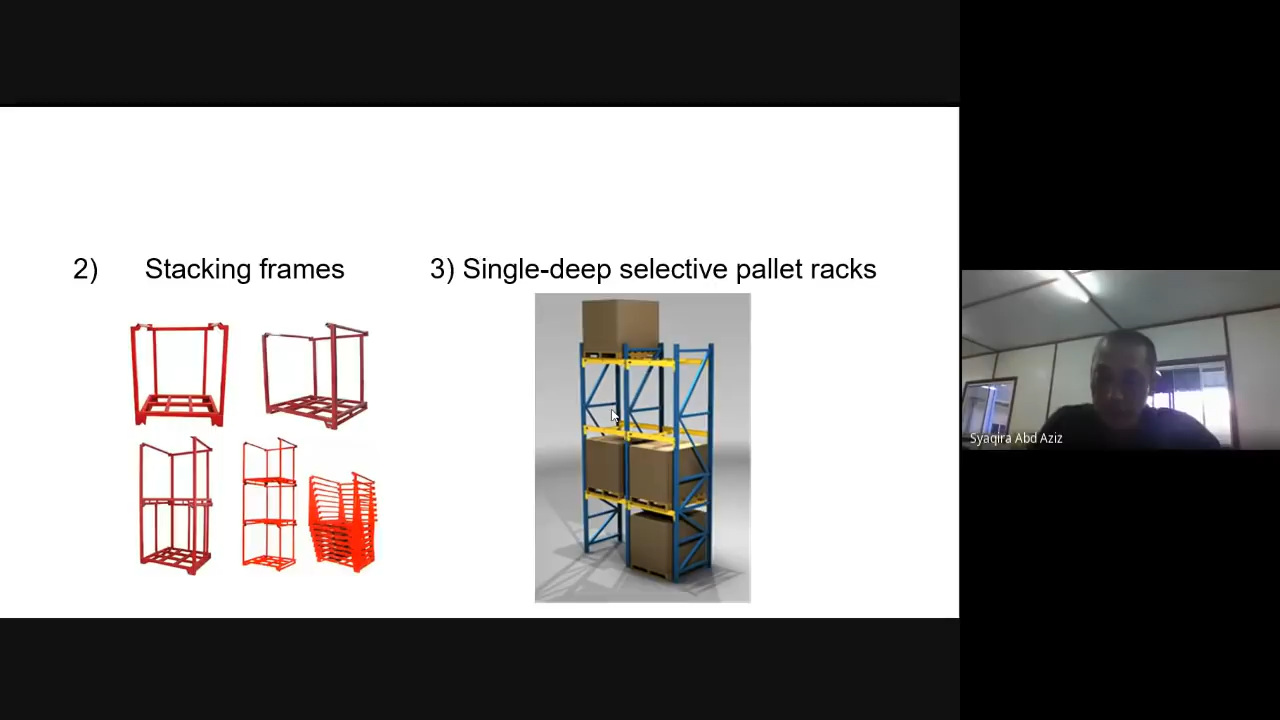 2) Stacking frames
3) Single-deep selective pallet racks
Syaqira Abd Aziz